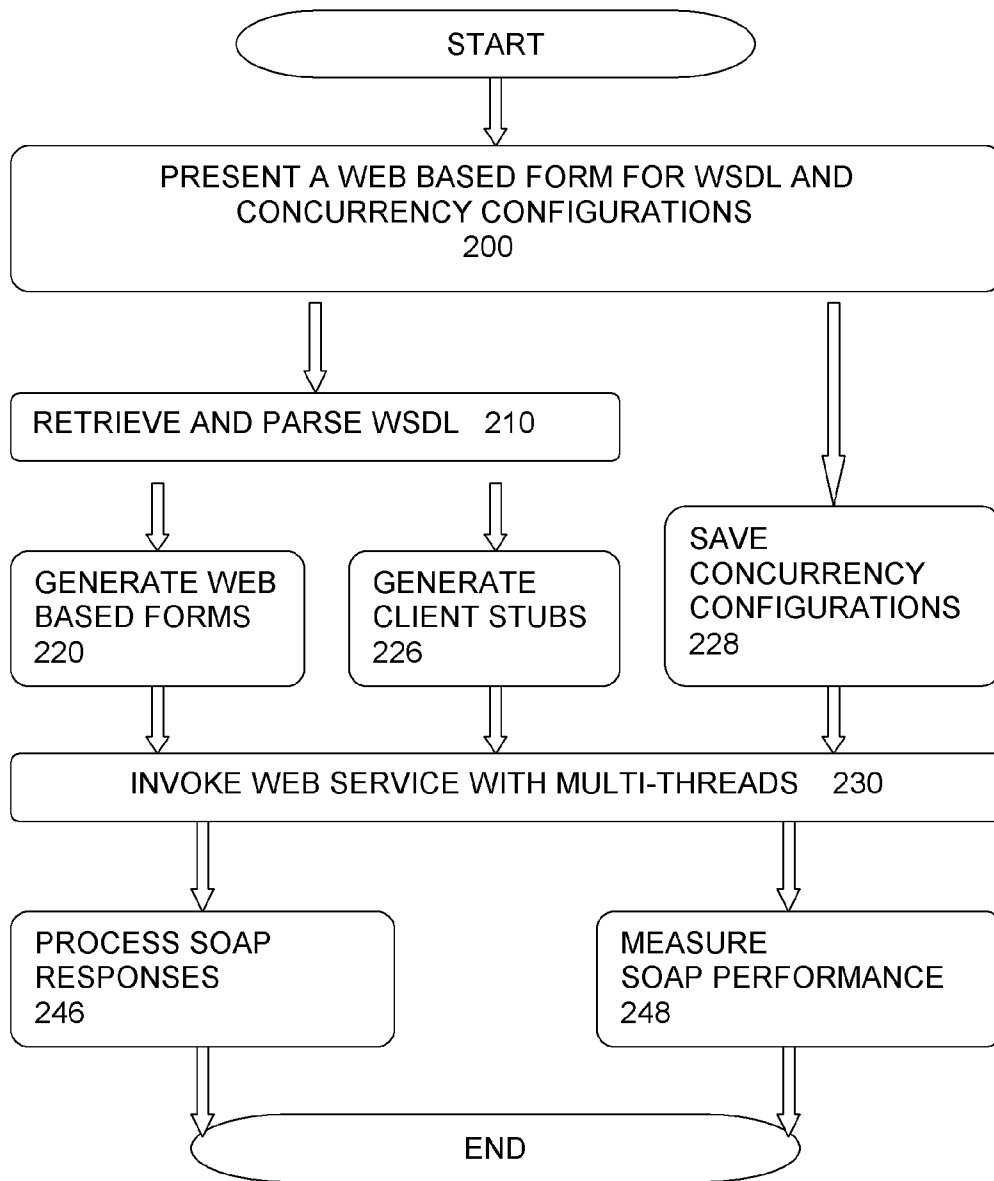 START
PRESENT A WEB BASED FORM FOR WSDL AND
CONCURRENCY CONFIGURATIONS
200
RETRIEVE AND PARSE WSDL 210
GENERATE WEB
BASED FORMS
220
GENERATE
CLIENT STUBS
226
SAVE
CONCURRENCY
CONFIGURATIONS
228
INVOKE WEB SERVICE WITH MULTI-THREADS 230
PROCESS SOAP
RESPONSES
246
MEASURE
SOAP PERFORMANCE
248
END